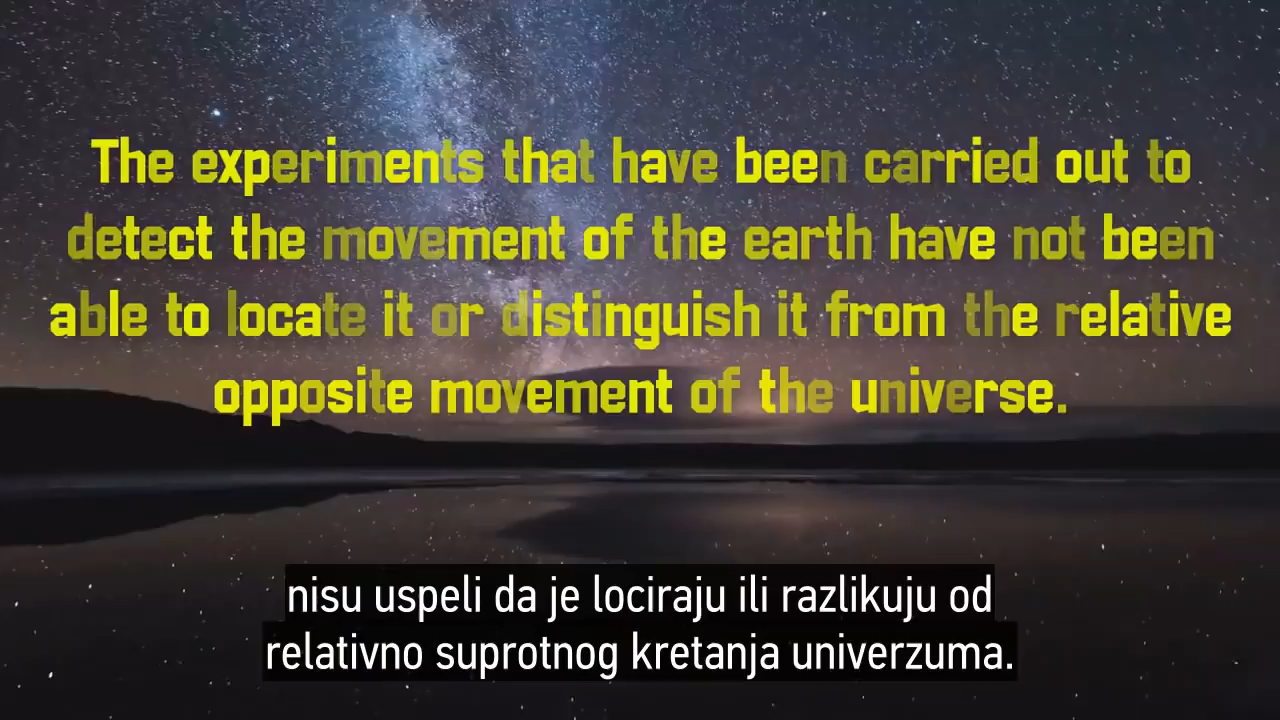 The experiments that have been carried out to
detect the movement of the earth have not been
able to locate it or distinguish it from the relative
opposite movement of the universe.
nisu uspeli da je lociraju ili razlikuju od
relativno suprotnog kretanja univerzuma.